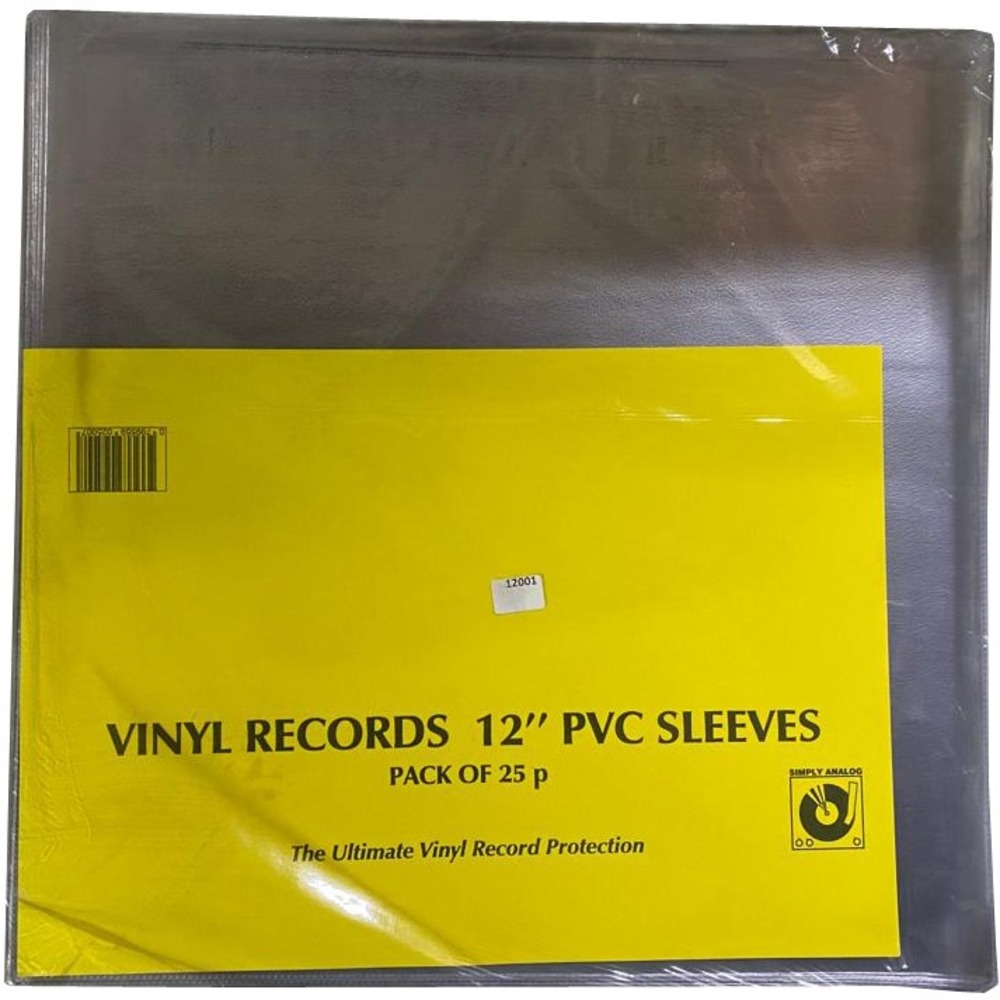 12001
VINYL RECORDS 12’’ PVC SLEEVES
PACK OF 25 p
SIMPLY ANALOG
The Ultimate Vinyl Record Protection